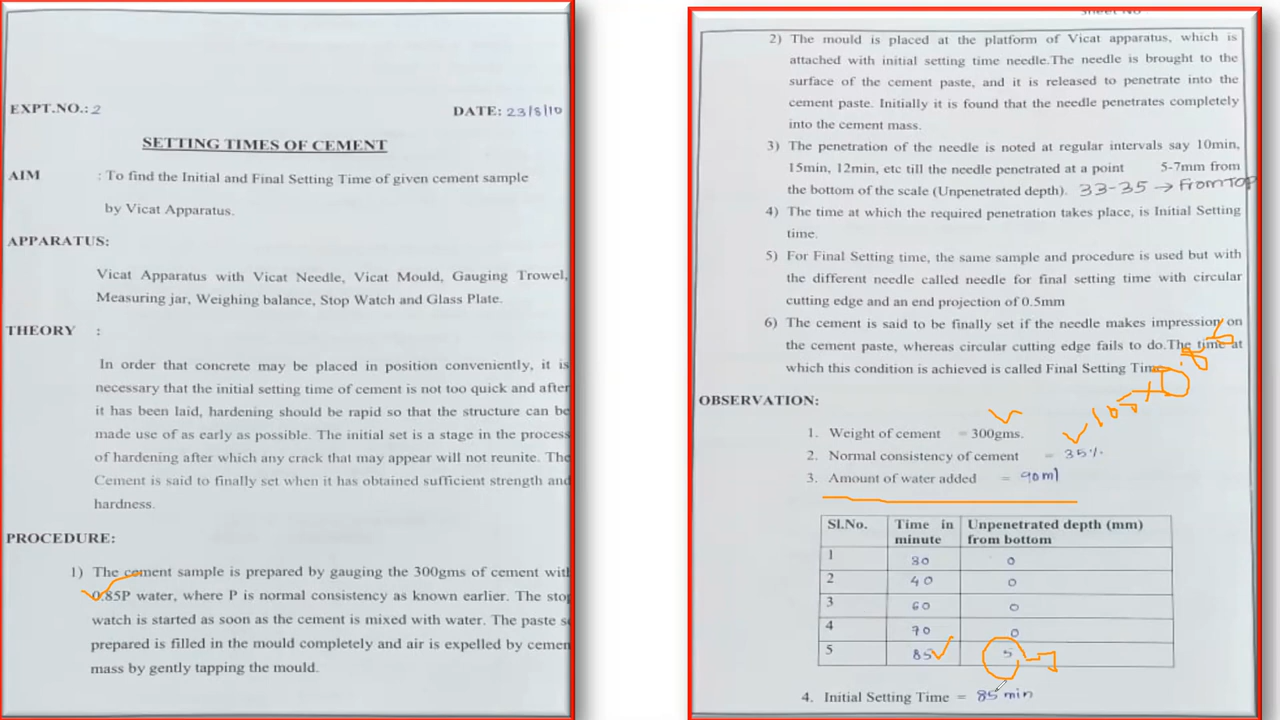 EXPT.NO.:2
DATE: 23/8/10
SETTING TIMES OF CEMENT
AIM : To find the Initial and Final Setting Time of given cement sample
by Vicat Apparatus.
APPARATUS:
Vicat Apparatus with Vicat Needle, Vicat Mould, Gauging Trowel,
Measuring jar, Weighing balance, Stop Watch and Glass Plate.
THEORY :
In order that concrete may be placed in position conveniently, it is
necessary that the initial setting time of cement is not too quick and after
it has been laid, hardening should be rapid so that the structure can be
made use of as early as possible. The initial set is a stage in the process
of hardening after which any crack that may appear will not reunite. The
Cement is said to finally set when it has obtained sufficient strength and
hardness.
PROCEDURE:
1) The cement sample is prepared by gauging the 300gms of cement with
0.85P water, where P is normal consistency as known earlier. The stop
watch is started as soon as the cement is mixed with water. The paste s
prepared is filled in the mould completely and air is expelled by cemen
mass by gently tapping the mould.
Sheet No
2) The mould is placed at the platform of Vicat apparatus, which is
attached with initial setting time needle.The needle is brought to the
surface of the cement paste, and it is released to penetrate into the
cement paste. Initially it is found that the needle penetrates completely
into the cement mass.
3) The penetration of the needle is noted at regular intervals say 10min,
15min, 12min, etc till the needle penetrated at a point 5-7mm from
the bottom of the scale (Unpenetrated depth). 33-35 → From TOP
4) The time at which the required penetration takes place, is Initial Setting
time.
5) For Final Setting time, the same sample and procedure is used but with
the different needle called needle for final setting time with circular
cutting edge and an end projection of 0.5mm
6) The cement is said to be finally set if the needle makes impression on
the cement paste, whereas circular cutting edge fails to do.The time at
which this condition is achieved is called Final Setting Time
105×0.85
OBSERVATION:
1. Weight of cement = 300gms.
2. Normal consistency of cement = 35%.
3. Amount of water added = 90ml
Sl.No. Time in minute Unpenetrated depth (mm) from bottom
1 30 0
2 40 0
3 60 0
4 70 0
5 85 5-7
4. Initial Setting Time = 85 min